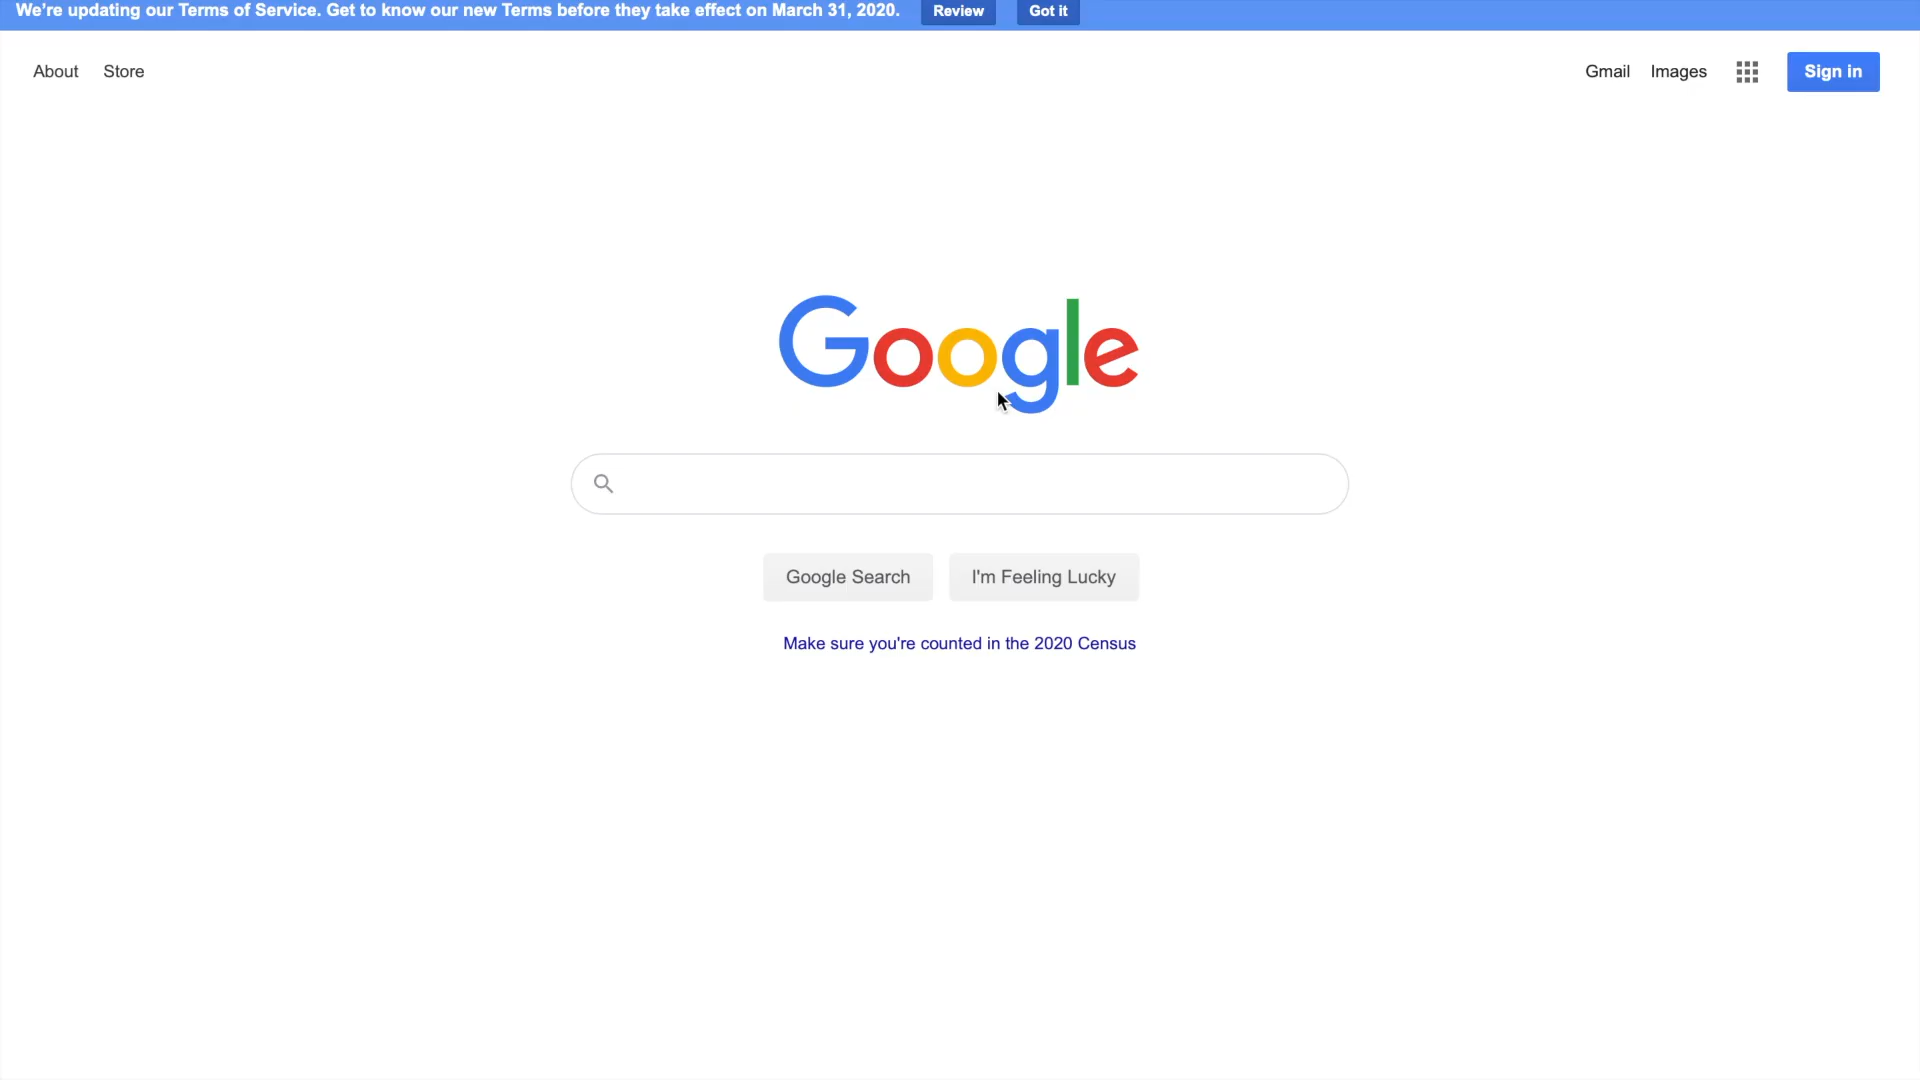 We’re updating our Terms of Service. Get to know our new Terms before they take effect on March 31, 2020. Review Got it
About Store Gmail Images Sign in
Google
Google Search I'm Feeling Lucky
Make sure you're counted in the 2020 Census